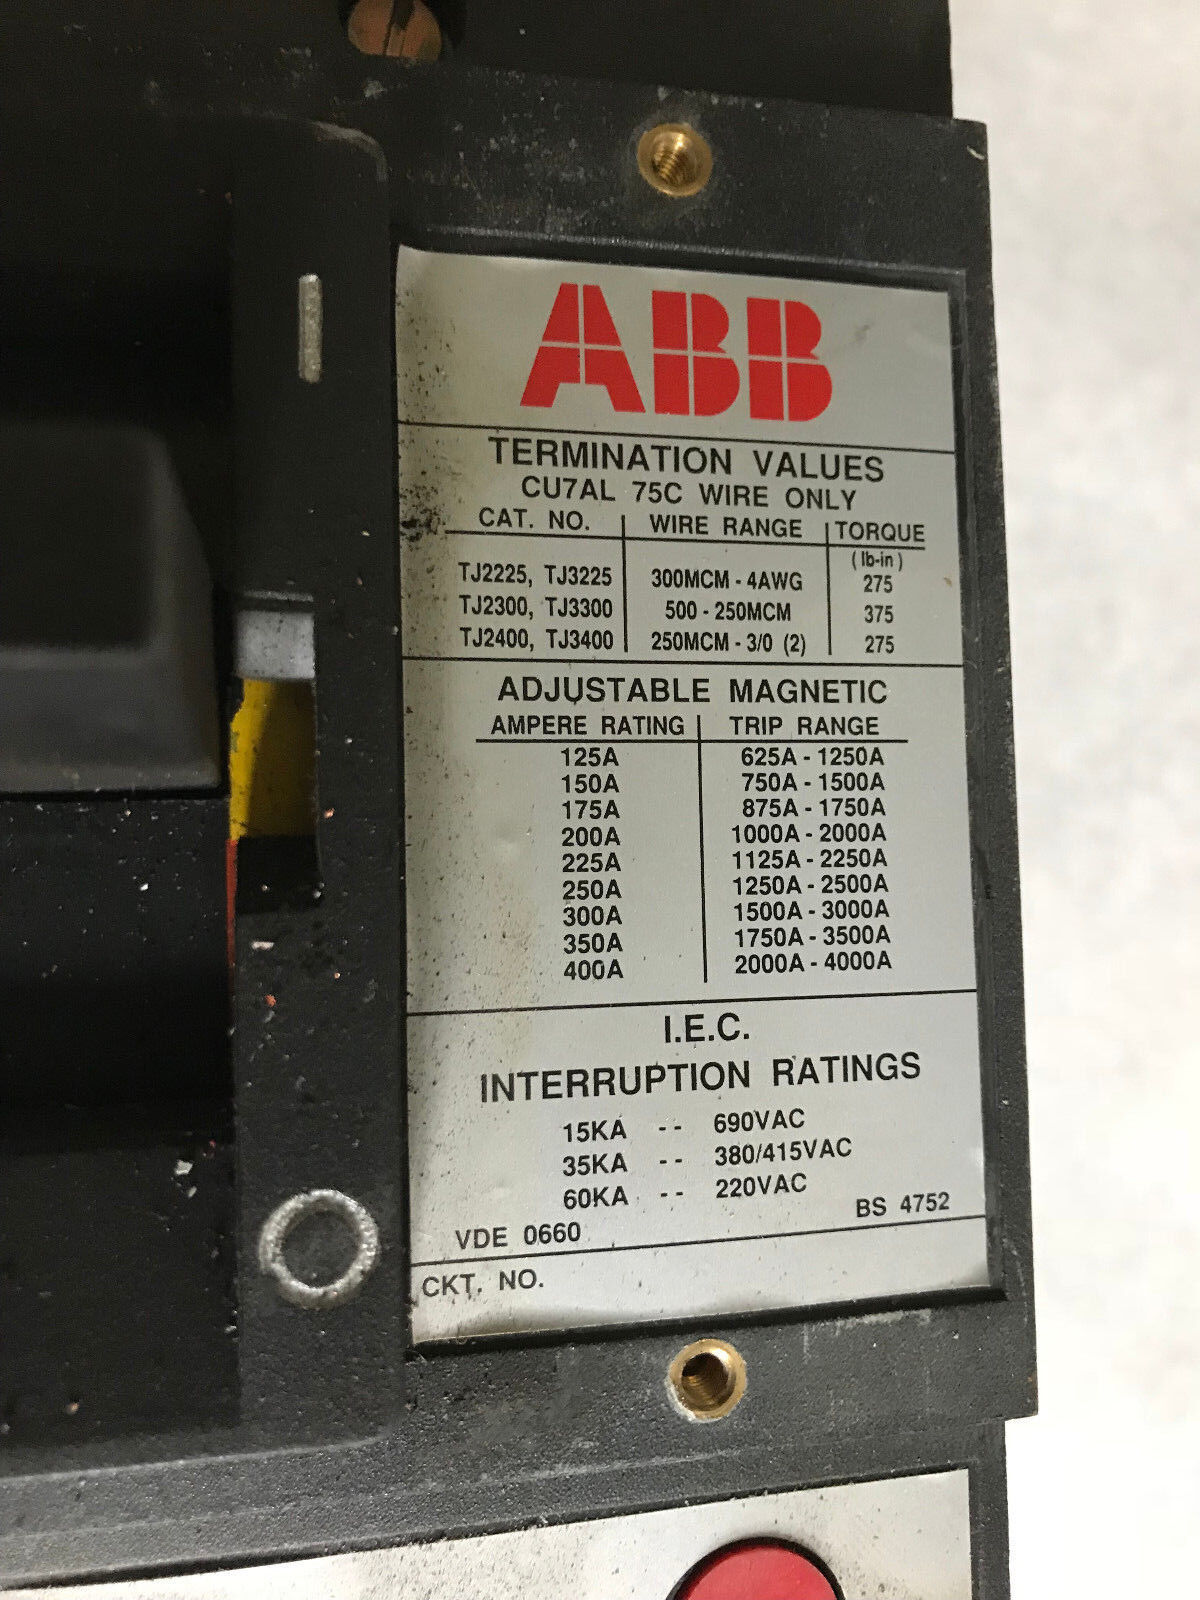 ABB
TERMINATION VALUES
CU7AL 75C WIRE ONLY
CAT. NO. WIRE RANGE TORQUE
(lb-in)
TJ2225, TJ3225 300MCM - 4AWG 275
TJ2300, TJ3300 500 - 250MCM 375
TJ2400, TJ3400 250MCM - 3/0 (2) 275
ADJUSTABLE MAGNETIC
AMPERE RATING TRIP RANGE
125A 625A - 1250A
150A 750A - 1500A
175A 875A - 1750A
200A 1000A - 2000A
225A 1125A - 2250A
250A 1250A - 2500A
300A 1500A - 3000A
350A 1750A - 3500A
400A 2000A - 4000A
I.E.C.
INTERRUPTION RATINGS
15KA -- 690VAC
35KA -- 380/415VAC
60KA -- 220VAC
VDE 0660 BS 4752
CKT. NO.